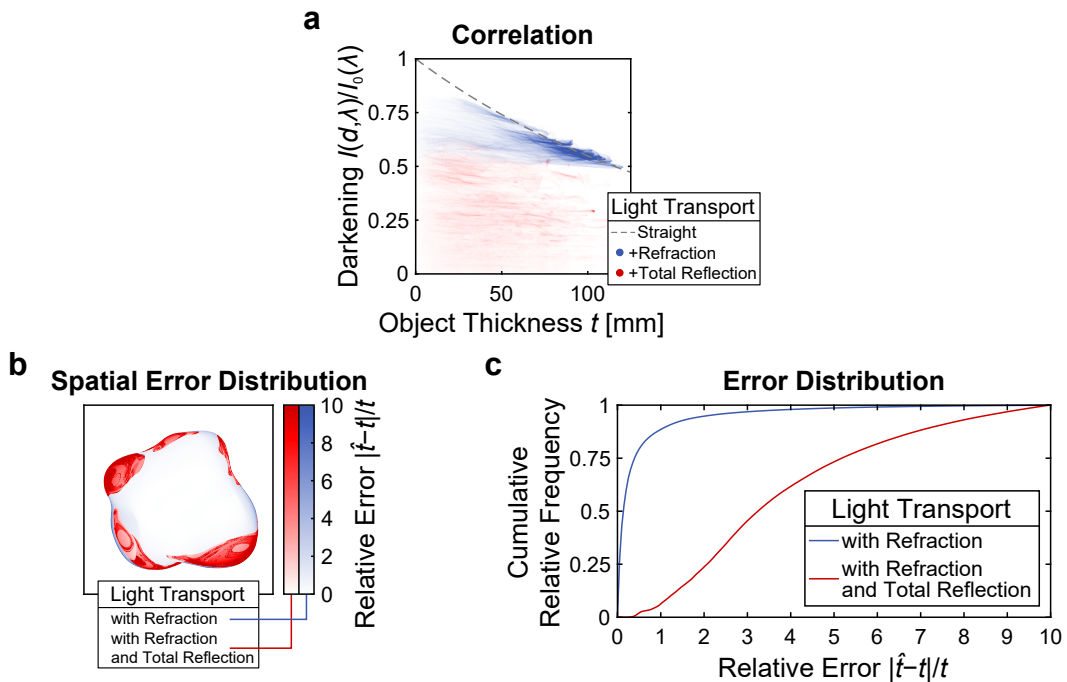 a
Correlation
Darkening I(d,λ)/I₀(λ)
1
0.75
0.5
0.25
0
0
50
100
Object Thickness t [mm]
Light Transport
Straight
+Refraction
+Total Reflection
b
Spatial Error Distribution
10
8
6
4
2
0
Relative Error |t̂−t|/t
Light Transport
with Refraction
with Refraction
and Total Reflection
c
Error Distribution
Cumulative
Relative Frequency
1
0.75
0.5
0.25
0
0
1
2
3
4
5
6
7
8
9
10
Relative Error |t̂−t|/t
Light Transport
with Refraction
with Refraction
and Total Reflection